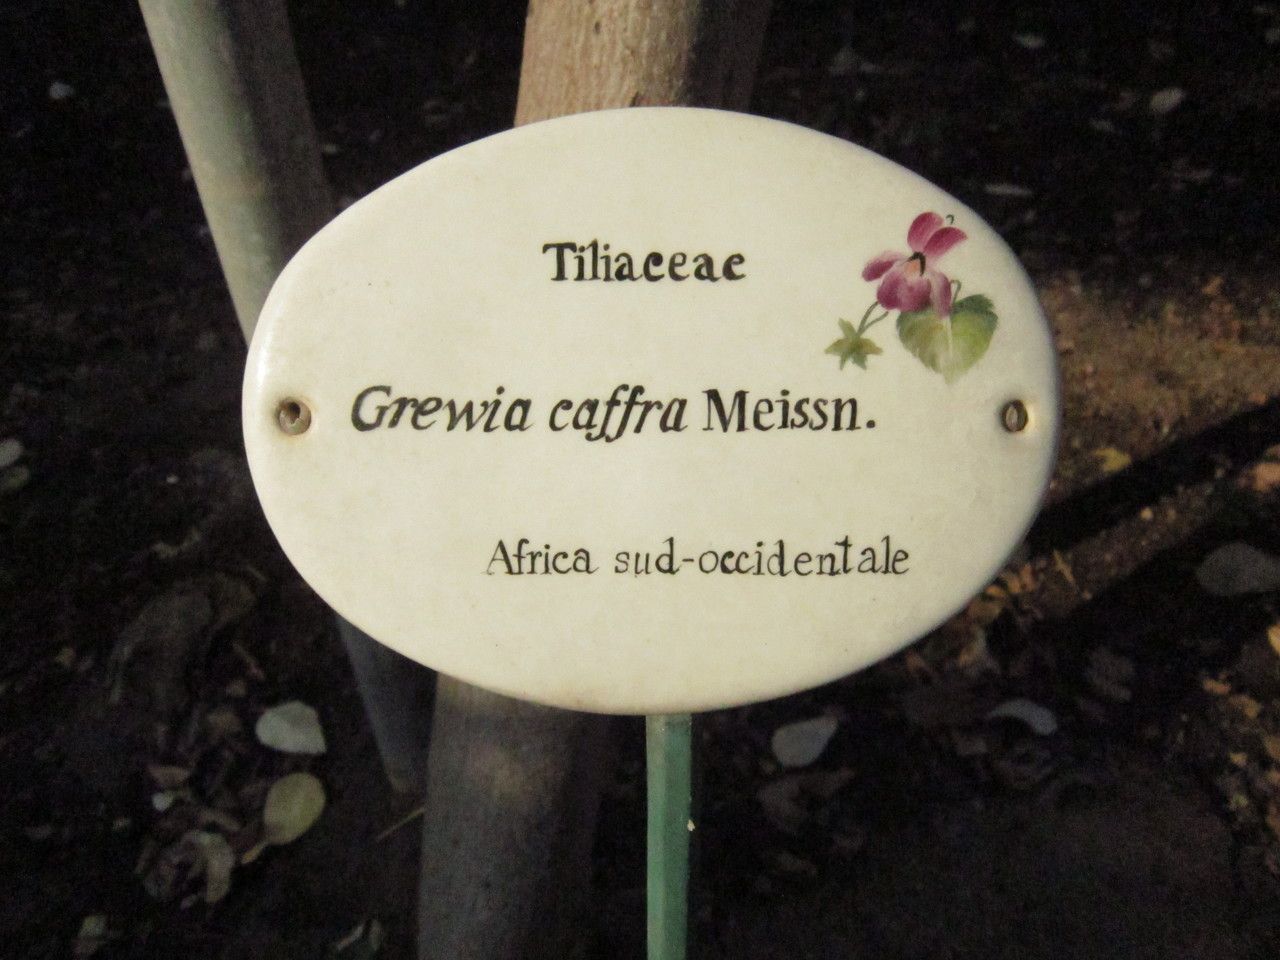 Tiliaceae
Grewia caffra Meissn.
Africa sud-occidentale